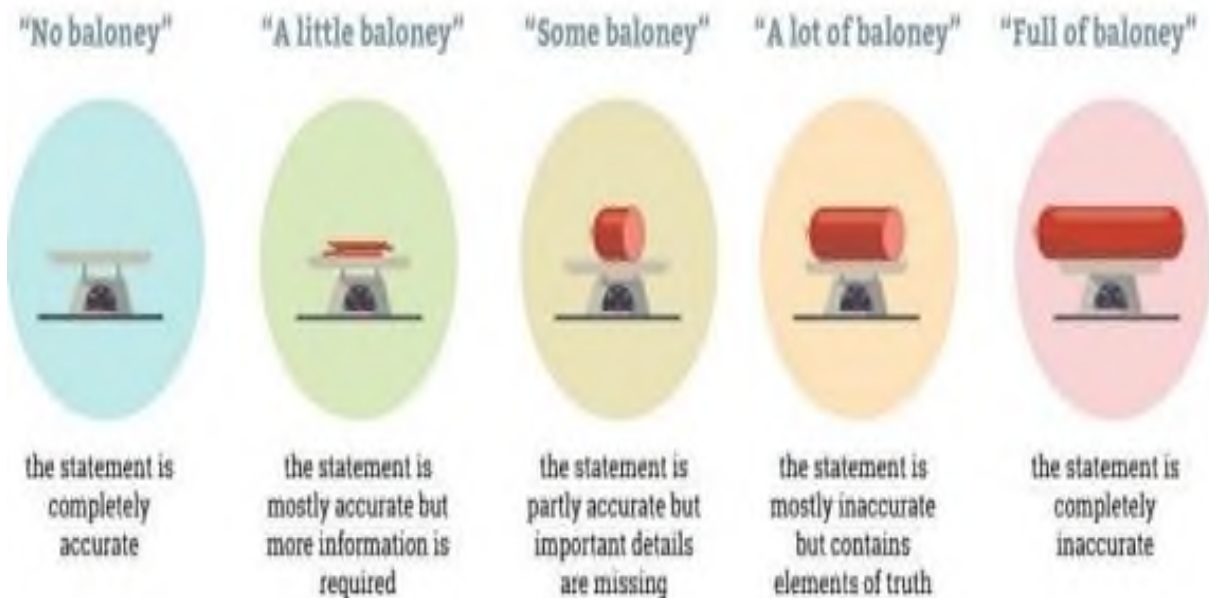 “No baloney”
“A little baloney”
“Some baloney”
“A lot of baloney”
“Full of baloney”
the statement is
completely
accurate
the statement is
mostly accurate but
more information is
required
the statement is
partly accurate but
important details
are missing
the statement is
mostly inaccurate
but contains
elements of truth
the statement is
completely
inaccurate